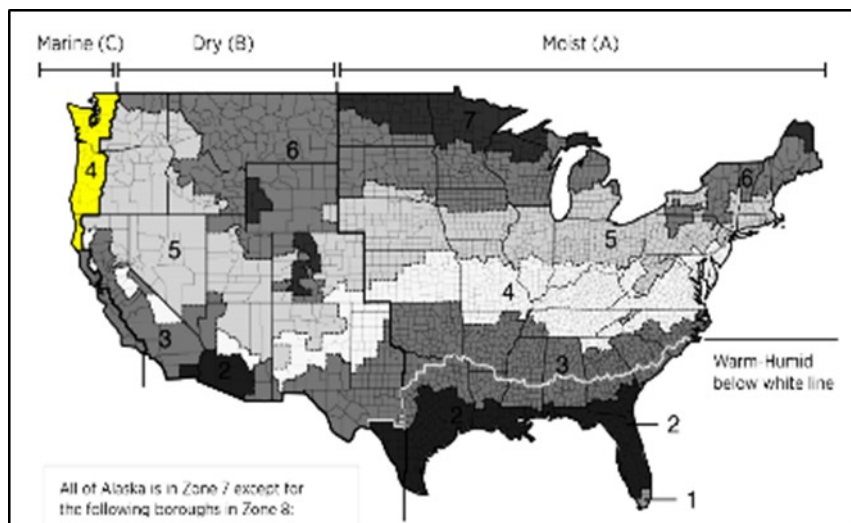 Marine (C) Dry (B) Moist (A)
7
6
4
6
5
5
4
3
3
2
2
Warm-Humid
below white line
2
1
All of Alaska is in Zone 7 except for
the following boroughs in Zone 8: